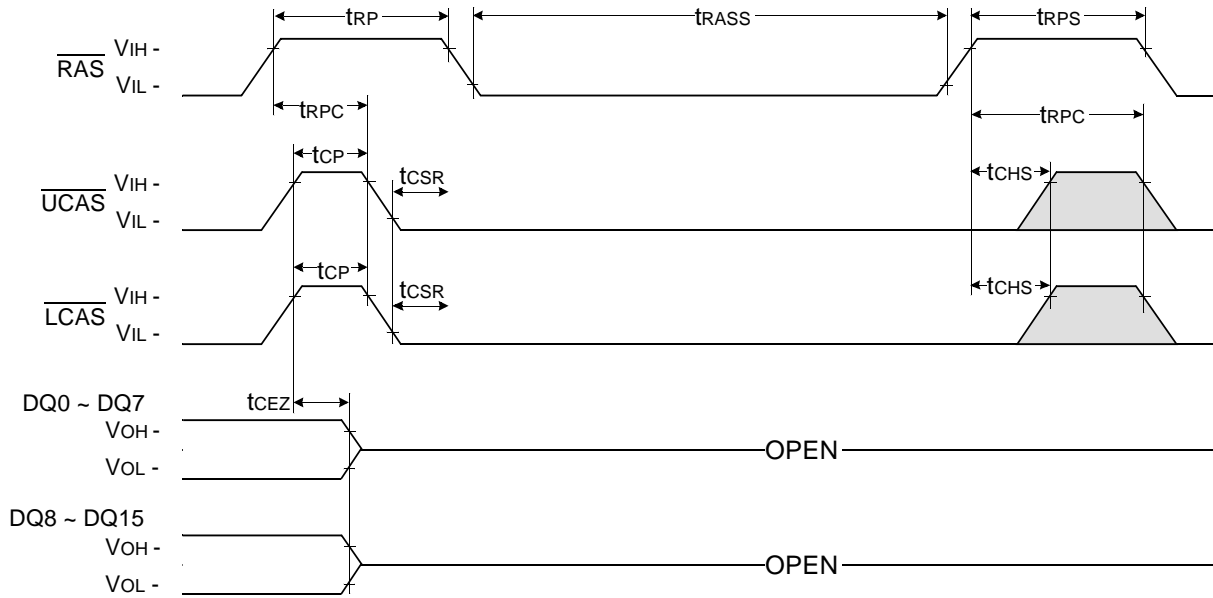 tRP
tRASS
tRPS
RAS
VIH -
VIL -
tRPC
tRPC
tCP
tCSR
tCHS
UCAS
VIH -
VIL -
tCP
tCSR
tCHS
LCAS
VIH -
VIL -
DQ0 ~ DQ7
tCEZ
VOH -
VOL -
OPEN
DQ8 ~ DQ15
VOH -
VOL -
OPEN